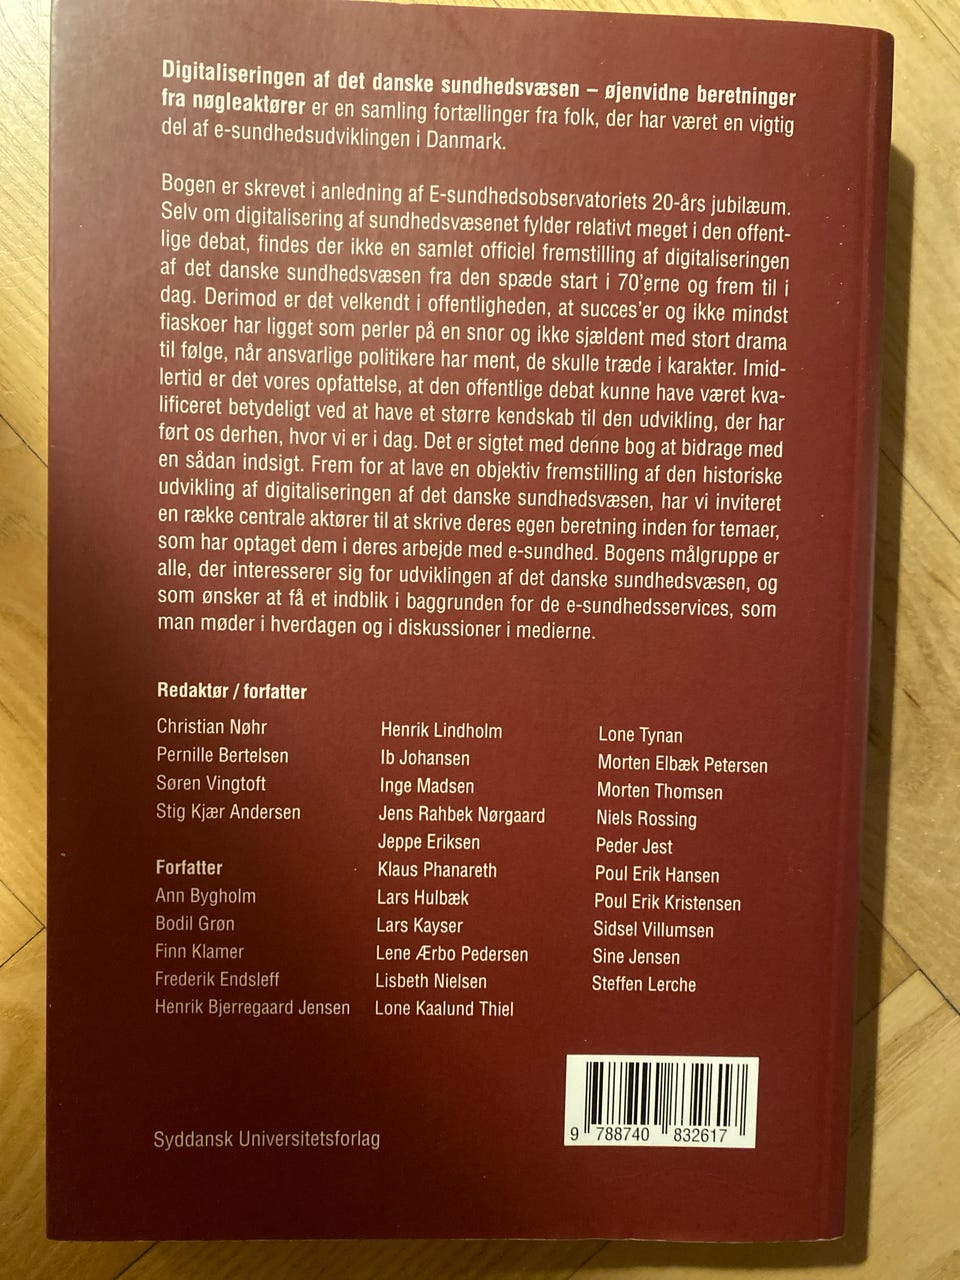 Digitaliseringen af det danske sundhedsvæsen – øjenvidne beretninger
fra nøgleaktører er en samling fortællinger fra folk, der har været en vigtig
del af e-sundhedsudviklingen i Danmark.
Bogen er skrevet i anledning af E-sundhedsobservatoriets 20-års jubilæum.
Selv om digitalisering af sundhedsvæsenet fylder relativt meget i den offent-
lige debat, findes der ikke en samlet officiel fremstilling af digitaliseringen
af det danske sundhedsvæsen fra den spæde start i 70’erne og frem til i
dag. Derimod er det velkendt i offentligheden, at succes’er og ikke mindst
fiaskoer har ligget som perler på en snor og ikke sjældent med stort drama
til følge, når ansvarlige politikere har ment, de skulle træde i karakter. Imid-
lertid er det vores opfattelse, at den offentlige debat kunne have været kva-
lificeret betydeligt ved at have et større kendskab til den udvikling, der har
ført os derhen, hvor vi er i dag. Det er sigtet med denne bog at bidrage med
en sådan indsigt. Frem for at lave en objektiv fremstilling af den historiske
udvikling af digitaliseringen af det danske sundhedsvæsen, har vi inviteret
en række centrale aktører til at skrive deres egen beretning inden for temaer,
som har optaget dem i deres arbejde med e-sundhed. Bogens målgruppe er
alle, der interesserer sig for udviklingen af det danske sundhedsvæsen, og
som ønsker at få et indblik i baggrunden for de e-sundhedsservices, som
man møder i hverdagen og i diskussioner i medierne.
Redaktør / forfatter
Christian Nøhr
Pernille Bertelsen
Søren Vingtoft
Stig Kjær Andersen
Forfatter
Ann Bygholm
Bodil Grøn
Finn Klamer
Frederik Endsleff
Henrik Bjerregaard Jensen
Henrik Lindholm
Ib Johansen
Inge Madsen
Jens Rahbek Nørgaard
Jeppe Eriksen
Klaus Phanareth
Lars Hulbæk
Lars Kayser
Lene Ærbo Pedersen
Lisbeth Nielsen
Lone Kaalund Thiel
Lone Tynan
Morten Elbæk Petersen
Morten Thomsen
Niels Rossing
Peder Jest
Poul Erik Hansen
Poul Erik Kristensen
Sidsel Villumsen
Sine Jensen
Steffen Lerche
Syddansk Universitetsforlag
9 788740 832617